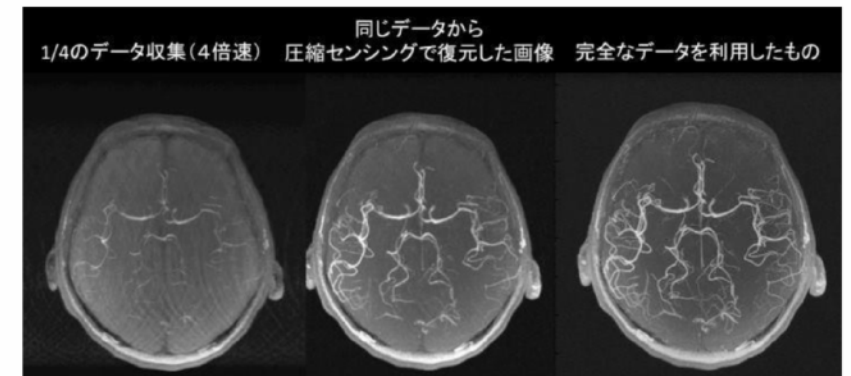 1/4のデータ収集(4倍速)
同じデータから
圧縮センシングで復元した画像
完全なデータを利用したもの